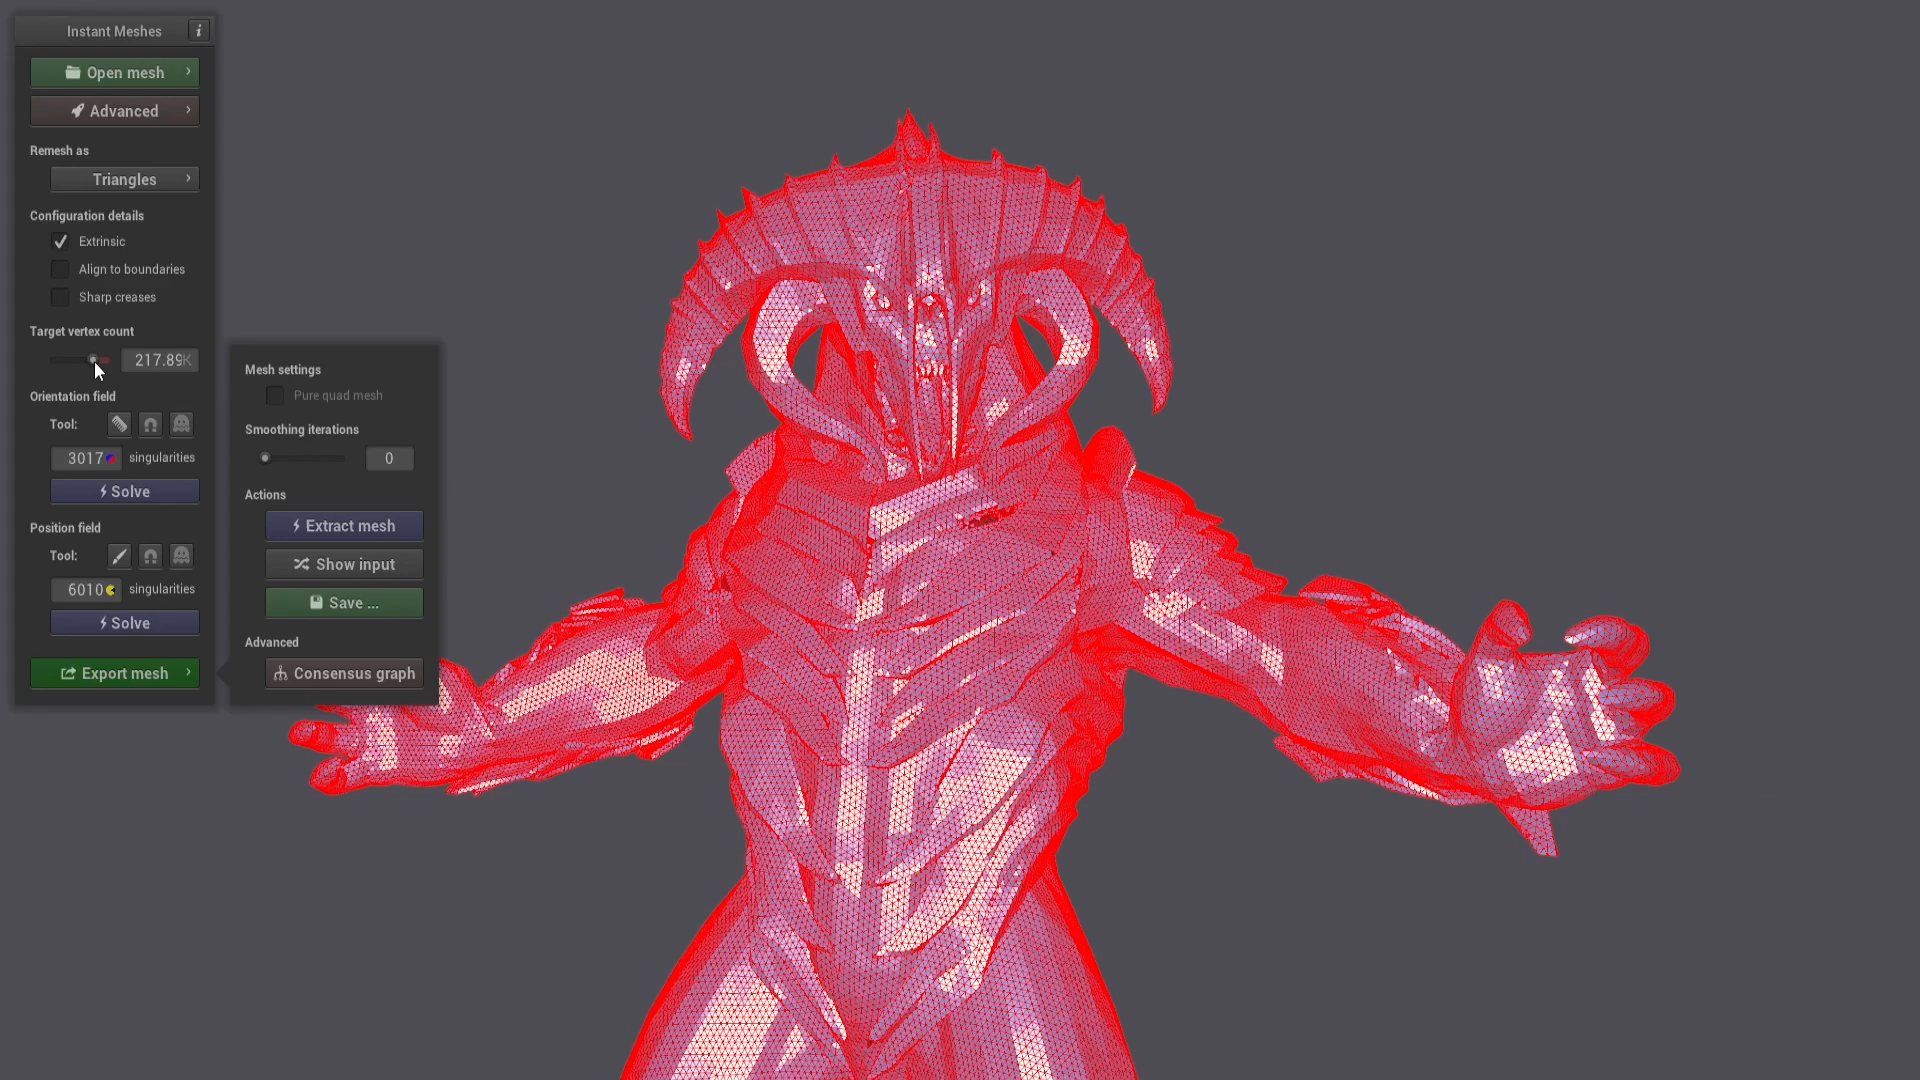 Instant Meshes i
Open mesh
Advanced
Remesh as
Triangles
Configuration details
Extrinsic
Align to boundaries
Sharp creases
Target vertex count
217.89K
Orientation field
Tool:
3017 singularities
Solve
Position field
Tool:
6010 singularities
Solve
Export mesh
Mesh settings
Pure quad mesh
Smoothing iterations
0
Actions
Extract mesh
Show input
Save ...
Advanced
Consensus graph